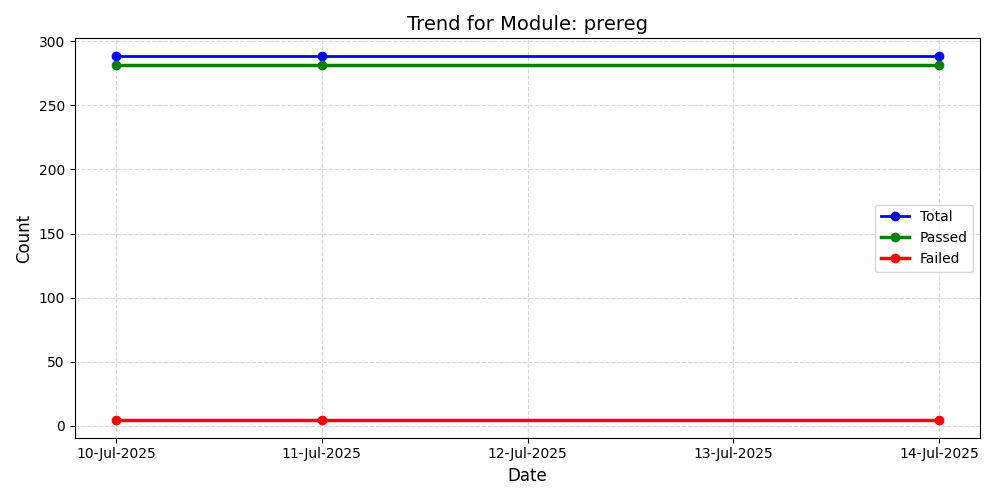 Trend for Module: prereg
300
250
200
150
100
50
0
Count
Total
Passed
Failed
10-Jul-2025
11-Jul-2025
12-Jul-2025
13-Jul-2025
14-Jul-2025
Date